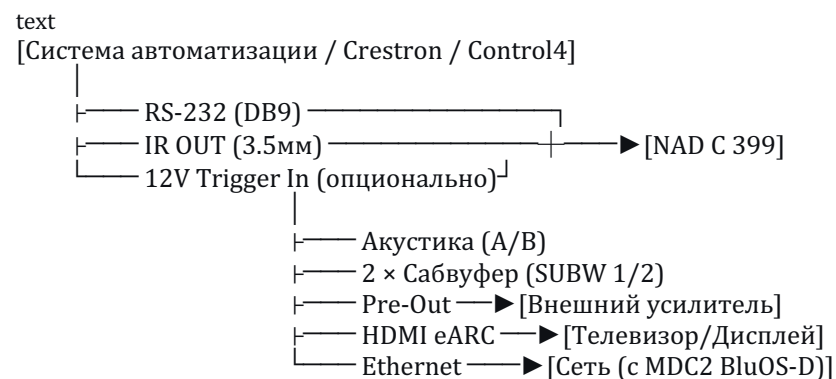 text
[Система автоматизации / Crestron / Control4]
RS-232 (DB9)
IR OUT (3.5мм) [NAD C 399]
12V Trigger In (опционально)
Акустика (A/B)
2 × Сабвуфер (SUBW 1/2)
Pre-Out [Внешний усилитель]
HDMI eARC [Телевизор/Дисплей]
Ethernet [Сеть (с MDC2 BluOS-D)]